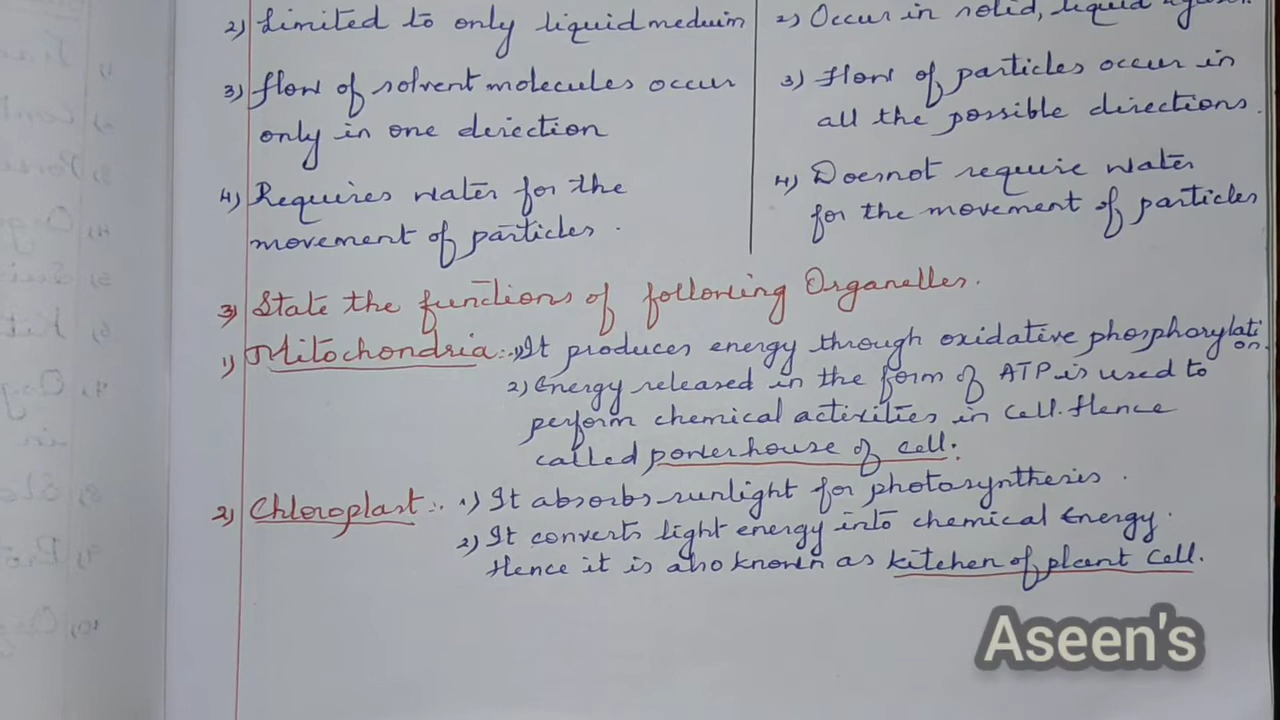 2) Limited to only liquid meduin
3) flow of solvent molecules occur
only in one direction
4) Requires water for the
movement of particles.
2) Occur in solid, liquid
3) flow of particles occur in
all the possible directions.
4) Doesnot require water
for the movement of particles
3) State the functions of following Organelles.
1) Mitochondria :- 1) It produces energy through oxidative phosphorylati
on.
2) Energy released in the form of ATP is used to
perform chemical activities in cell. Hence
called powerhouse of cell.
2) Chloroplast :- 1) It absorbs sunlight for photosynthesis.
2) It converts light energy into chemical Energy.
Hence it is also known as kitchen of plant cell.
Aseen's